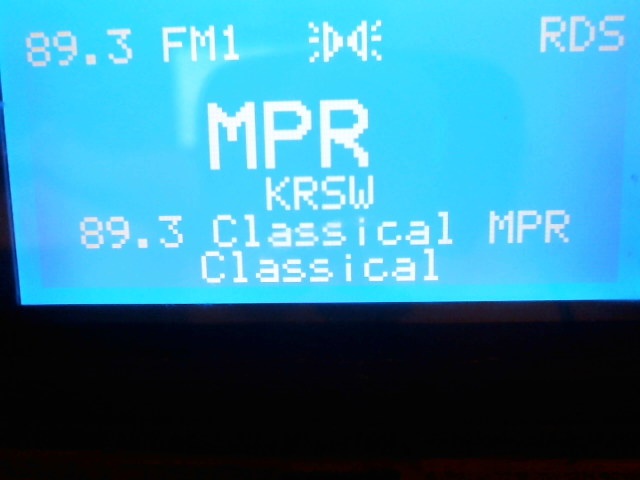 89.3 FM1 RDS
MPR
KRSW
89.3 Classical MPR
Classical